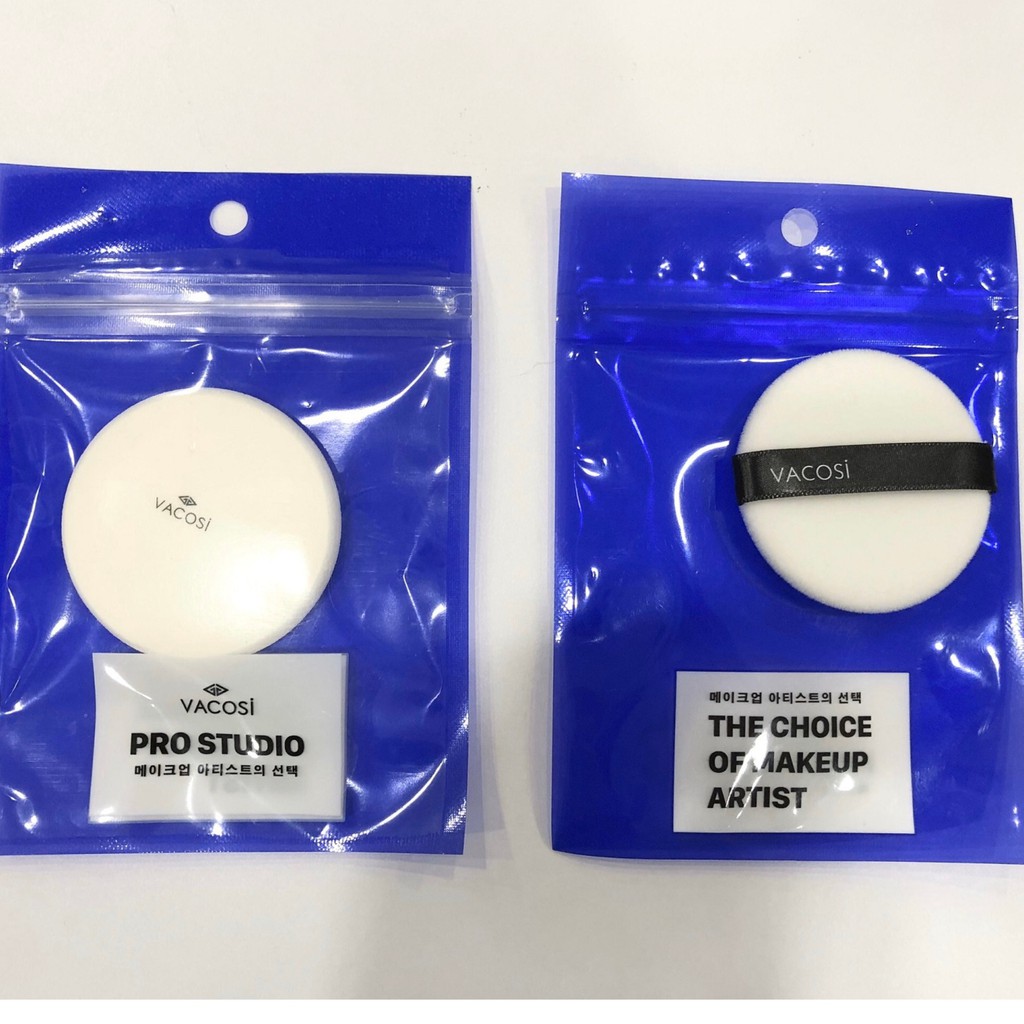 VACOSI
VACOSI
PRO STUDIO
메이크업 아티스트의 선택
VACOSI
메이크업 아티스트의 선택
THE CHOICE
OF MAKEUP
ARTIST